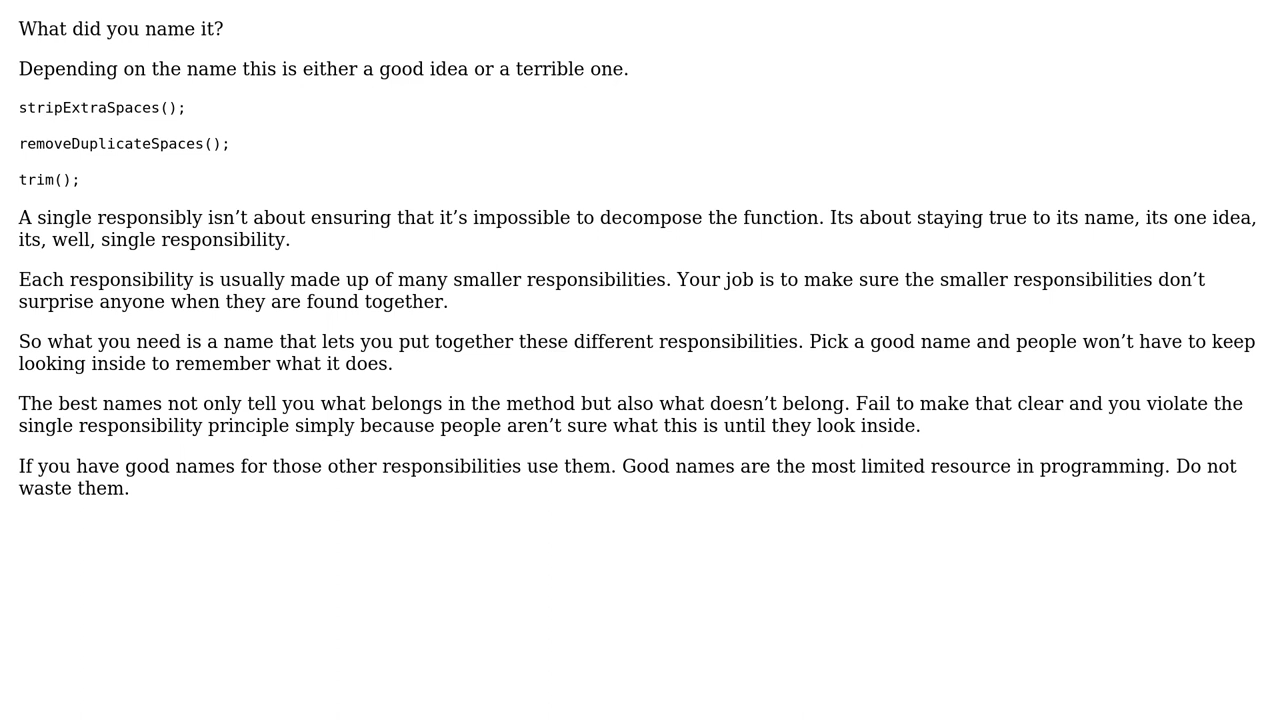 What did you name it?
Depending on the name this is either a good idea or a terrible one.
stripExtraSpaces();
removeDuplicateSpaces();
trim();
A single responsibly isn’t about ensuring that it’s impossible to decompose the function. Its about staying true to its name, its one idea,
its, well, single responsibility.
Each responsibility is usually made up of many smaller responsibilities. Your job is to make sure the smaller responsibilities don’t
surprise anyone when they are found together.
So what you need is a name that lets you put together these different responsibilities. Pick a good name and people won’t have to keep
looking inside to remember what it does.
The best names not only tell you what belongs in the method but also what doesn’t belong. Fail to make that clear and you violate the
single responsibility principle simply because people aren’t sure what this is until they look inside.
If you have good names for those other responsibilities use them. Good names are the most limited resource in programming. Do not
waste them.